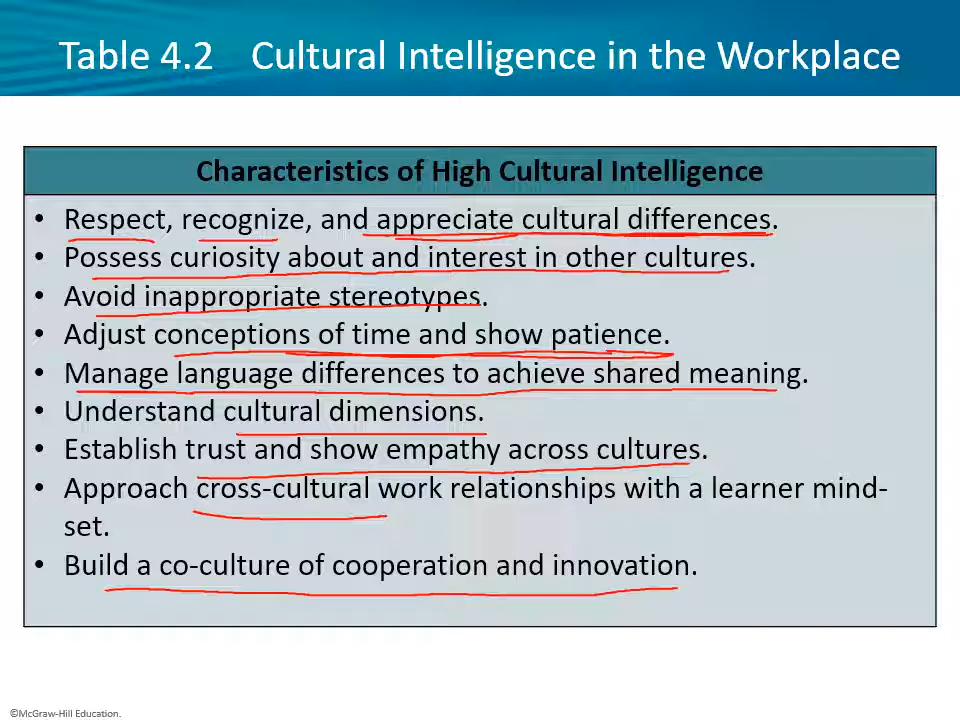 Table 4.2 Cultural Intelligence in the Workplace
Characteristics of High Cultural Intelligence
• Respect, recognize, and appreciate cultural differences.
• Possess curiosity about and interest in other cultures.
• Avoid inappropriate stereotypes.
• Adjust conceptions of time and show patience.
• Manage language differences to achieve shared meaning.
• Understand cultural dimensions.
• Establish trust and show empathy across cultures.
• Approach cross-cultural work relationships with a learner mind-
set.
• Build a co-culture of cooperation and innovation.
©McGraw-Hill Education.